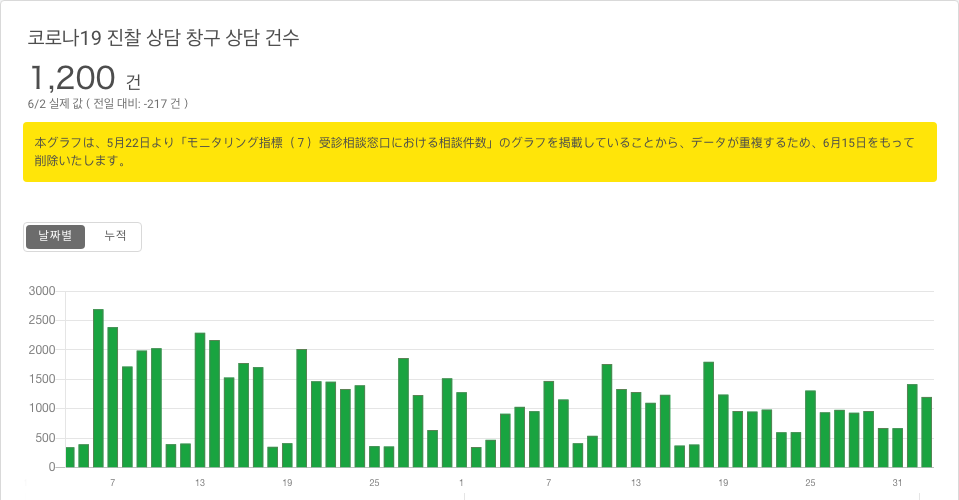 코로나19 진찰 상담 창구 상담 건수
1,200 건
6/2 실제 값 ( 전일 대비: -217 건 )
本グラフは、5月22日より「モニタリング指標（７）受診相談窓口における相談件数」のグラフを掲載していることから、データが重複するため、6月15日をもって
削除いたします。
날짜별 누적
3000
2500
2000
1500
1000
500
0
7 13 19 25 1 7 13 19 25 31